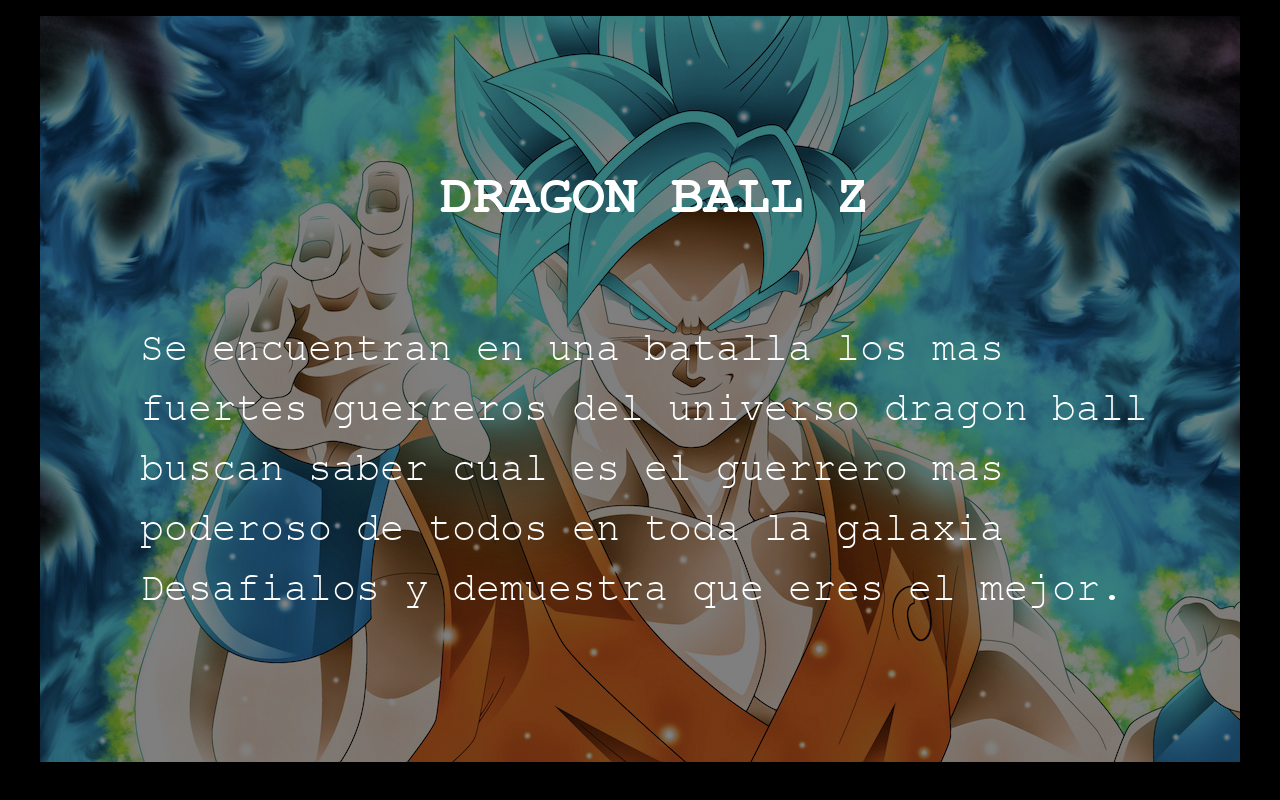 DRAGON BALL Z
Se encuentran en una batalla los mas
fuertes guerreros del universo dragon ball
buscan saber cual es el guerrero mas
poderoso de todos en toda la galaxia
Desafialos y demuestra que eres el mejor.